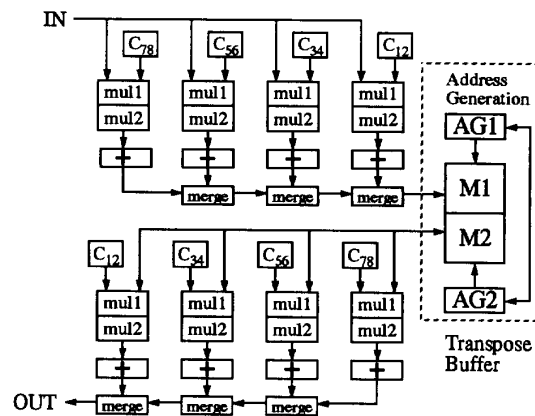 IN
C78 C56 C34 C12
mul1 mul1 mul1 mul1
mul2 mul2 mul2 mul2
+ + + +
merge merge merge
Address
Generation
AG1
M1
M2
AG2
Transpose
Buffer
C12 C34 C56 C78
mul1 mul1 mul1 mul1
mul2 mul2 mul2 mul2
+ + + +
OUT merge merge merge